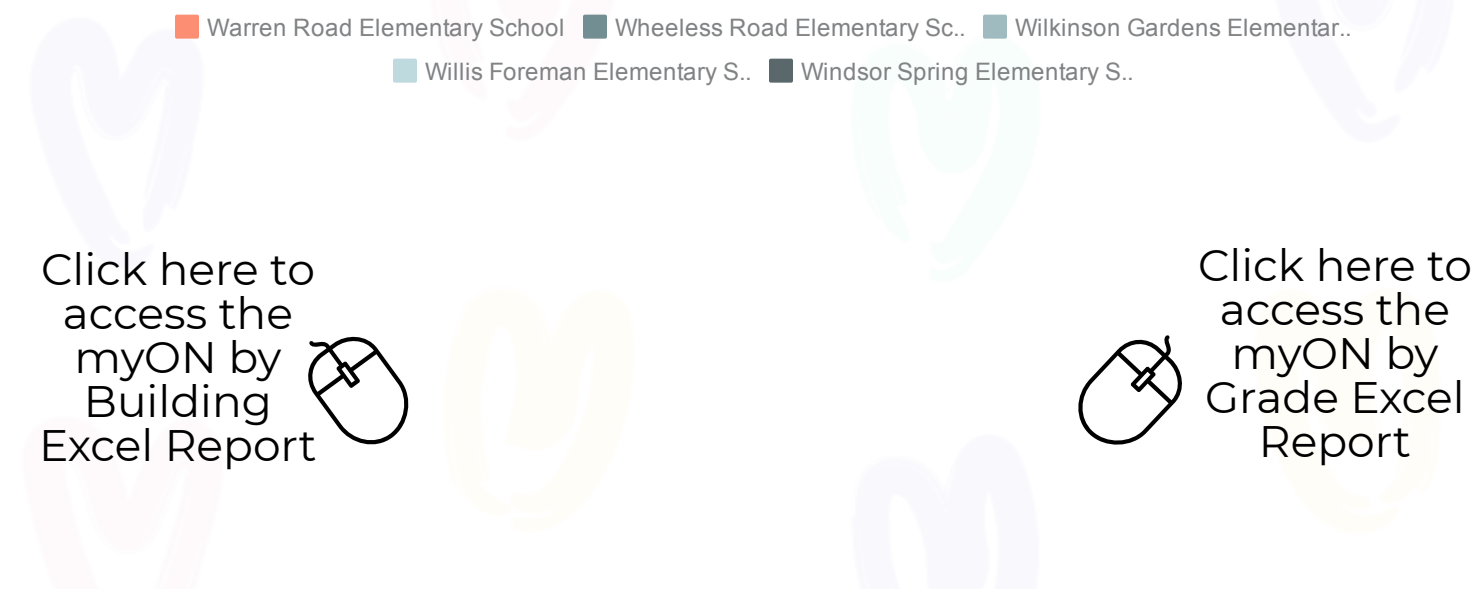 Warren Road Elementary School Wheeless Road Elementary Sc.. Wilkinson Gardens Elementar..
Willis Foreman Elementary S.. Windsor Spring Elementary S..
Click here to
access the
myON by
Building
Excel Report
Click here to
access the
myON by
Grade Excel
Report